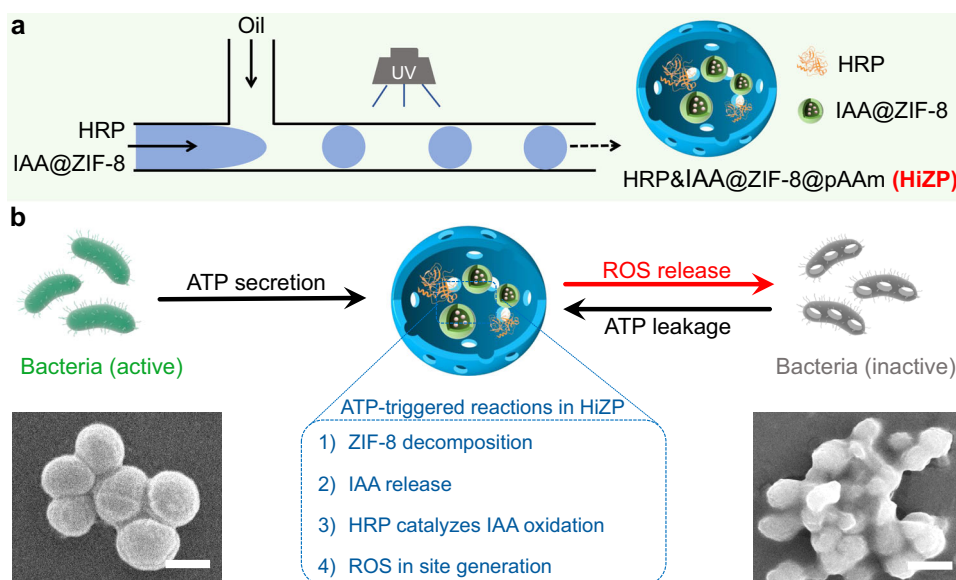 a
Oil
UV
HRP
IAA@ZIF-8
HRP
IAA@ZIF-8
HRP&IAA@ZIF-8@pAAm (HiZP)
b
ATP secretion
ROS release
ATP leakage
Bacteria (active)
Bacteria (inactive)
ATP-triggered reactions in HiZP
1) ZIF-8 decomposition
2) IAA release
3) HRP catalyzes IAA oxidation
4) ROS in site generation